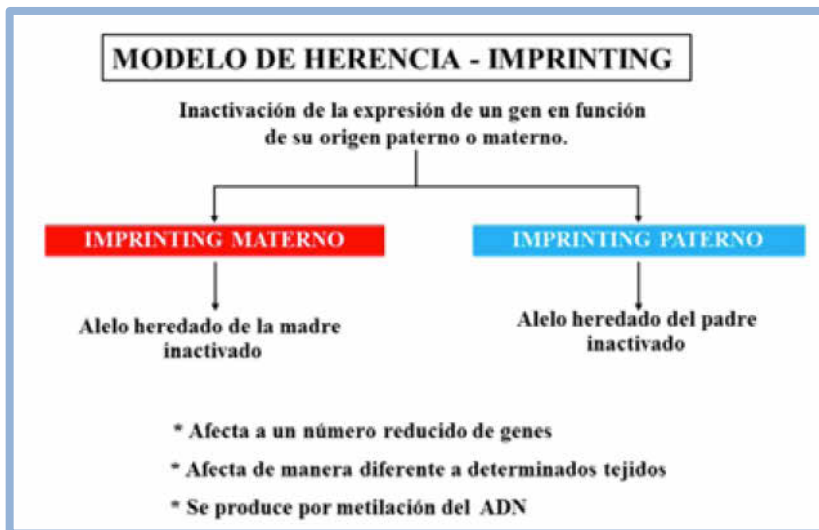 MODELO DE HERENCIA - IMPRINTING
Inactivación de la expresión de un gen en función
de su origen paterno o materno.
IMPRINTING MATERNO
IMPRINTING PATERNO
Alelo heredado de la madre
inactivado
Alelo heredado del padre
inactivado
* Afecta a un número reducido de genes
* Afecta de manera diferente a determinados tejidos
* Se produce por metilación del ADN